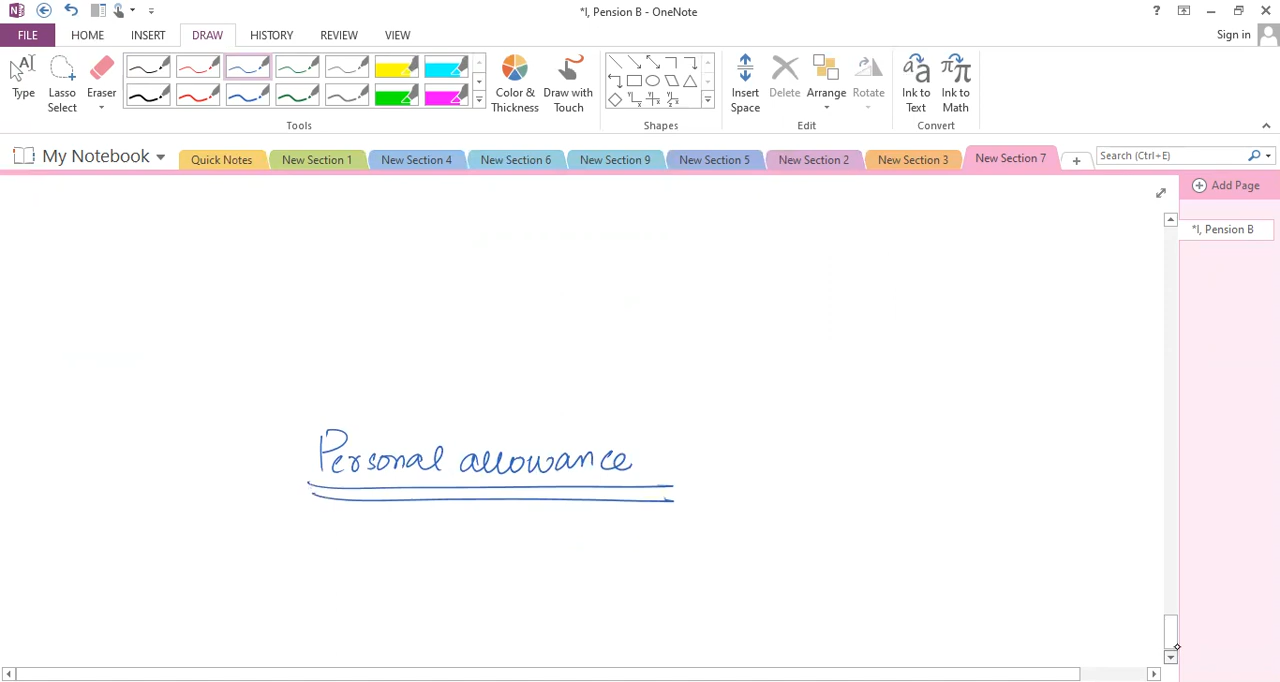 *I, Pension B - OneNote
?
FILE HOME INSERT DRAW HISTORY REVIEW VIEW
Sign in
Type
Lasso Select
Eraser
Color & Thickness
Draw with Touch
Insert Space
Delete
Arrange
Rotate
Ink to Text
Ink to Math
Tools
Shapes
Edit
Convert
My Notebook
Quick Notes New Section 1 New Section 4 New Section 6 New Section 9 New Section 5 New Section 2 New Section 3 New Section 7
Search (Ctrl+E)
Add Page
*I, Pension B
Personal allowance